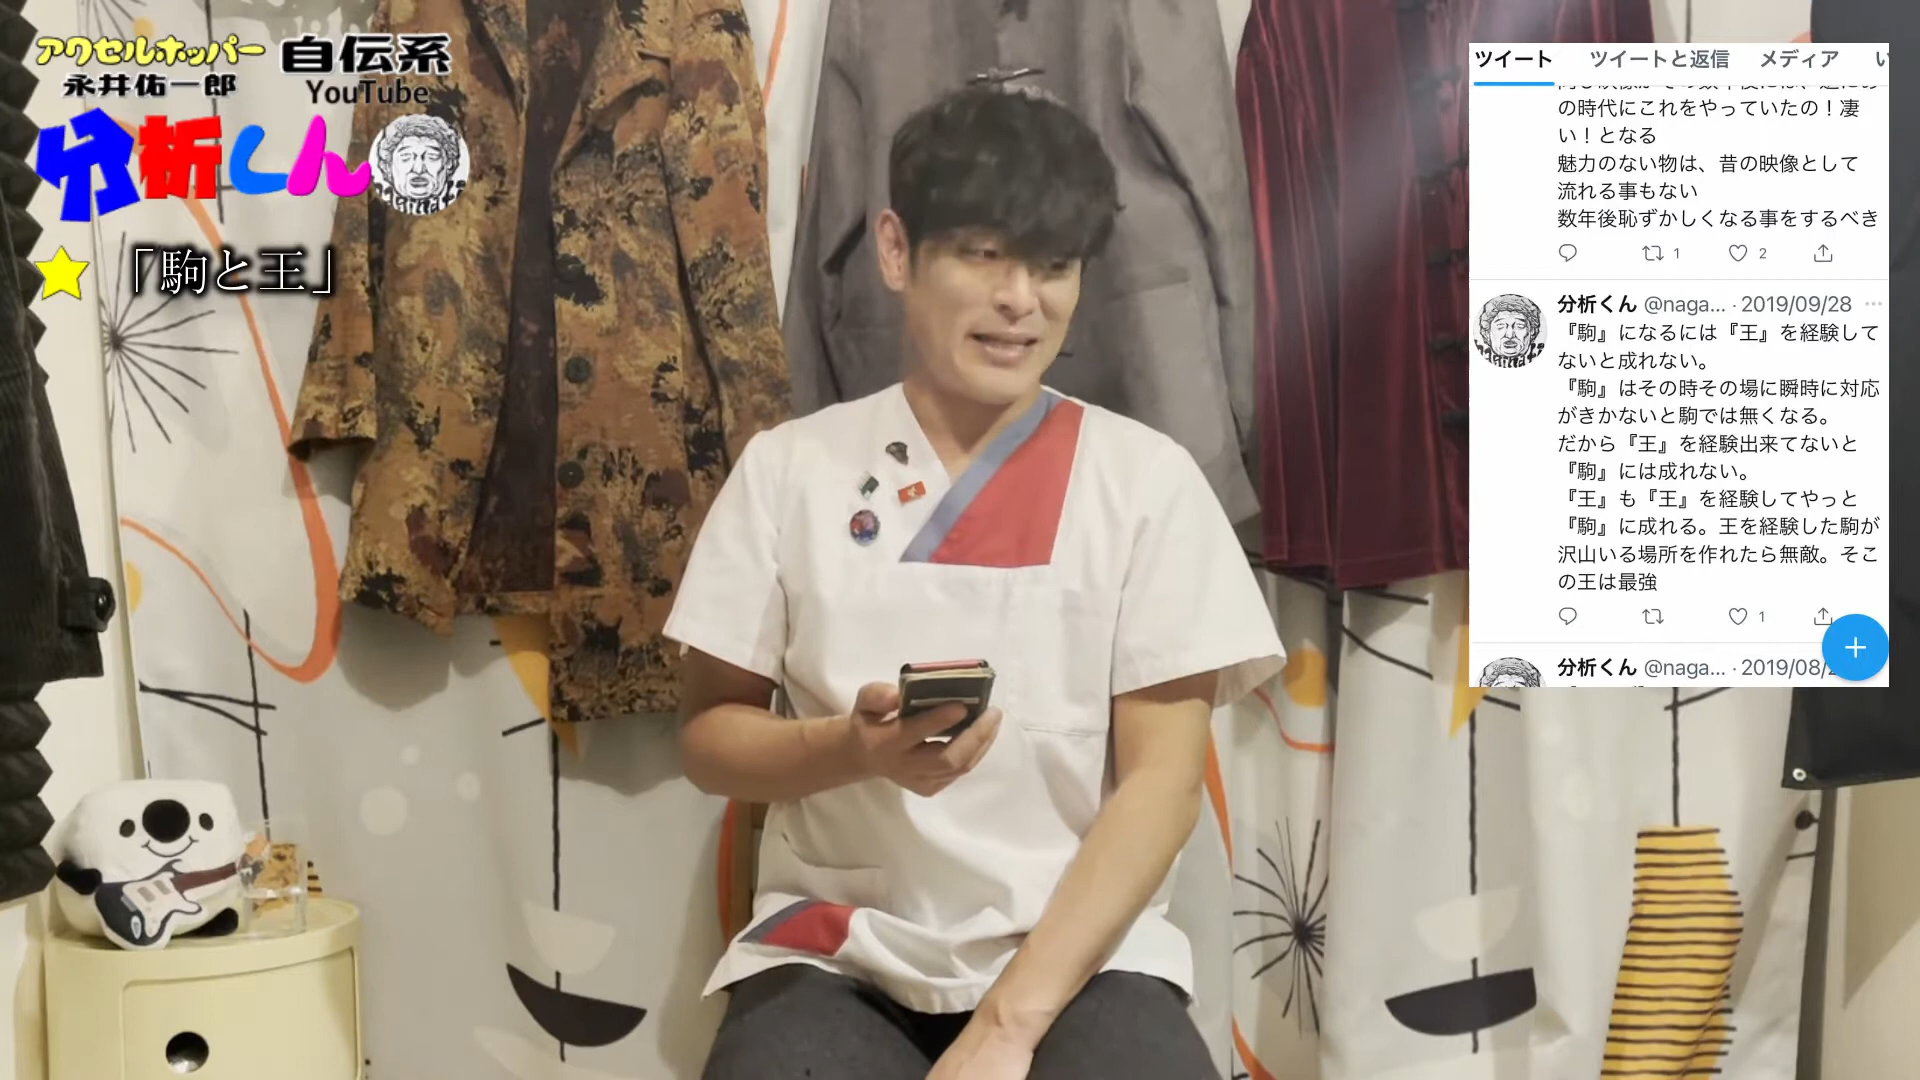 アクセルホッパー
永井佑一郎
自伝系
YouTube
分析くん
「駒と王」
ツイート ツイートと返信 メディア い
の時代にこれをやっていたの！凄
い！となる
魅力のない物は、昔の映像として
流れる事もない
数年後恥ずかしくなる事をするべき
1 2
分析くん @naga... · 2019/09/28
『駒』になるには『王』を経験して
ないと成れない。
『駒』はその時その場に瞬時に対応
がきかないと駒では無くなる。
だから『王』を経験出来てないと
『駒』には成れない。
『王』も『王』を経験してやっと
『駒』に成れる。王を経験した駒が
沢山いる場所を作れたら無敵。そこ
の王は最強
1
分析くん @naga... · 2019/08/